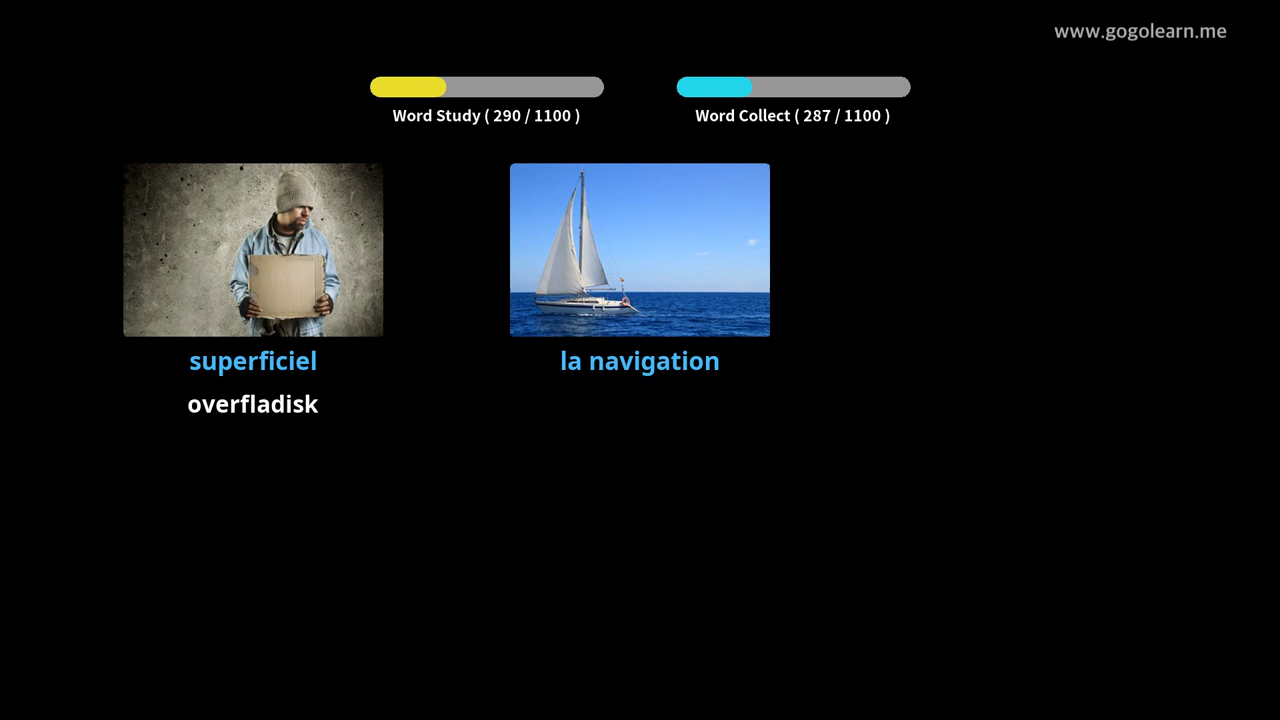 www.gogolearn.me
Word Study ( 290 / 1100 )
Word Collect ( 287 / 1100 )
superficiel
la navigation
overfladisk